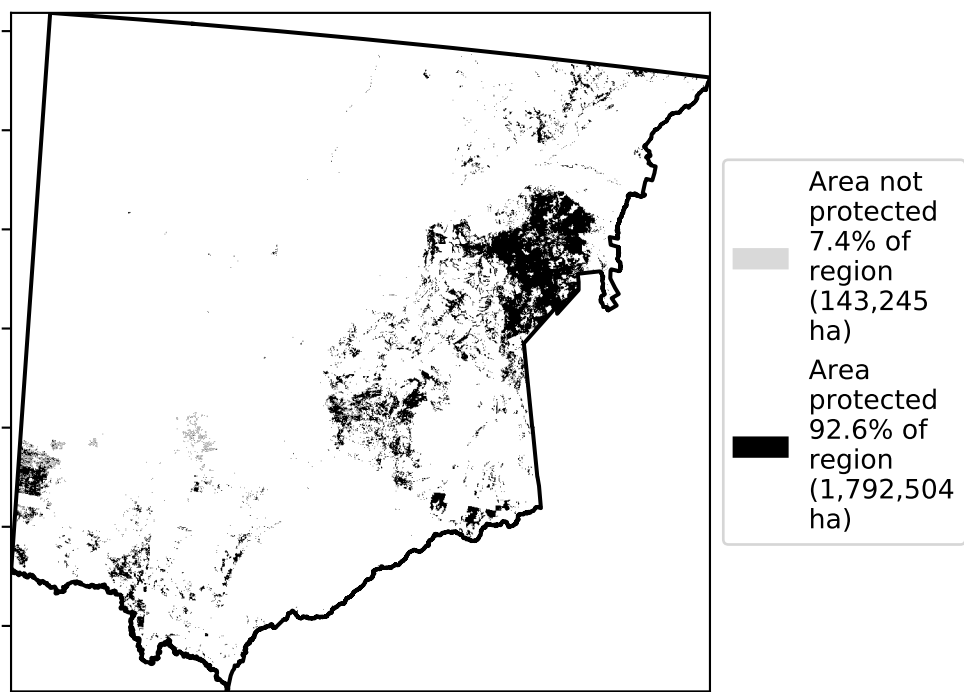 Area not
protected
7.4% of
region
(143,245
ha)
Area
protected
92.6% of
region
(1,792,504
ha)